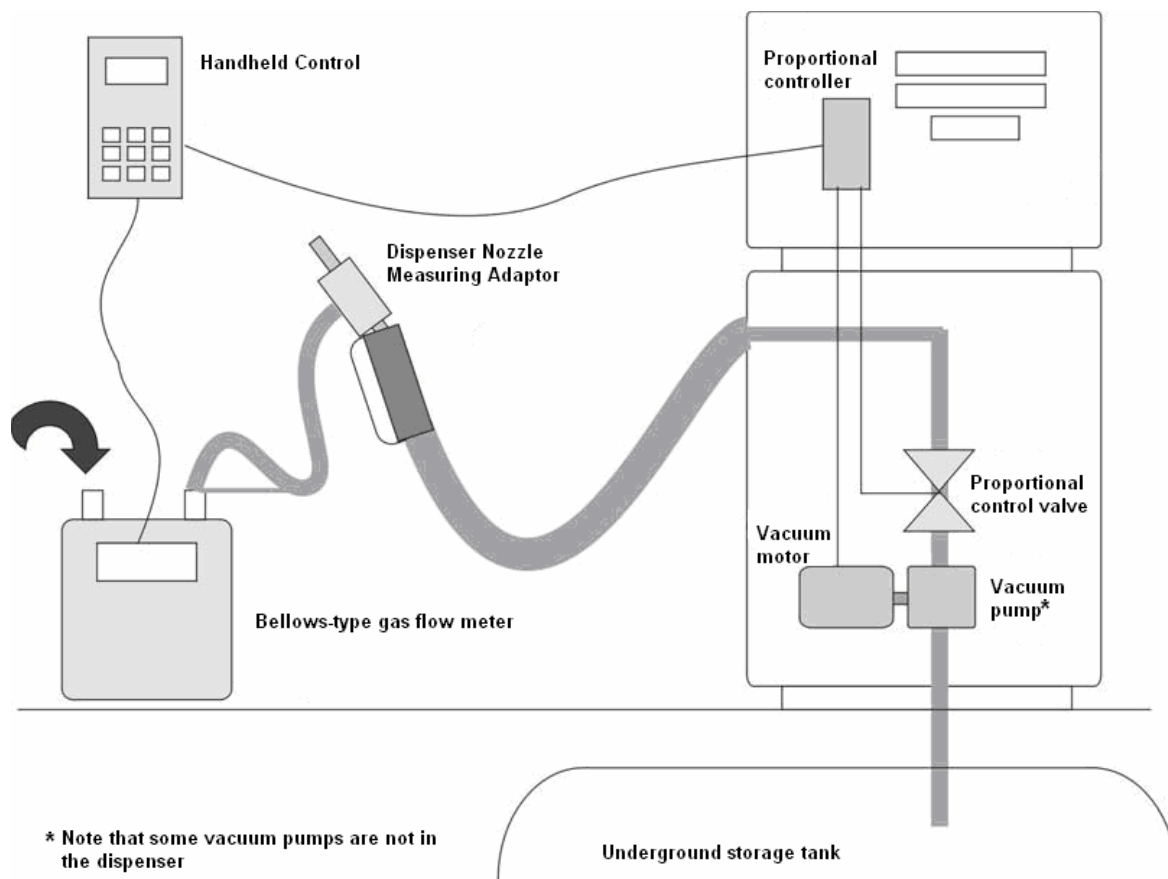 Handheld Control
Proportional
controller
Dispenser Nozzle
Measuring Adaptor
Proportional
control valve
Vacuum
motor
Vacuum
pump*
Bellows-type gas flow meter
* Note that some vacuum pumps are not in
the dispenser
Underground storage tank